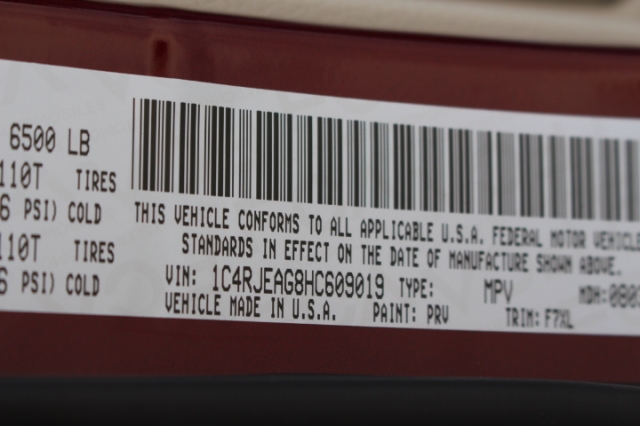 6500 LB
110T TIRES
6 PSI) COLD
110T TIRES
6 PSI) COLD
THIS VEHICLE CONFORMS TO ALL APPLICABLE U.S.A. FEDERAL MOTOR VEHICLE
STANDARDS IN EFFECT ON THE DATE OF MANUFACTURE SHOWN ABOVE.
VIN: 1C4RJEAG8HC609019 TYPE: MPV MDH: 0807
VEHICLE MADE IN U.S.A. PAINT: PRV TRIM: F7XL